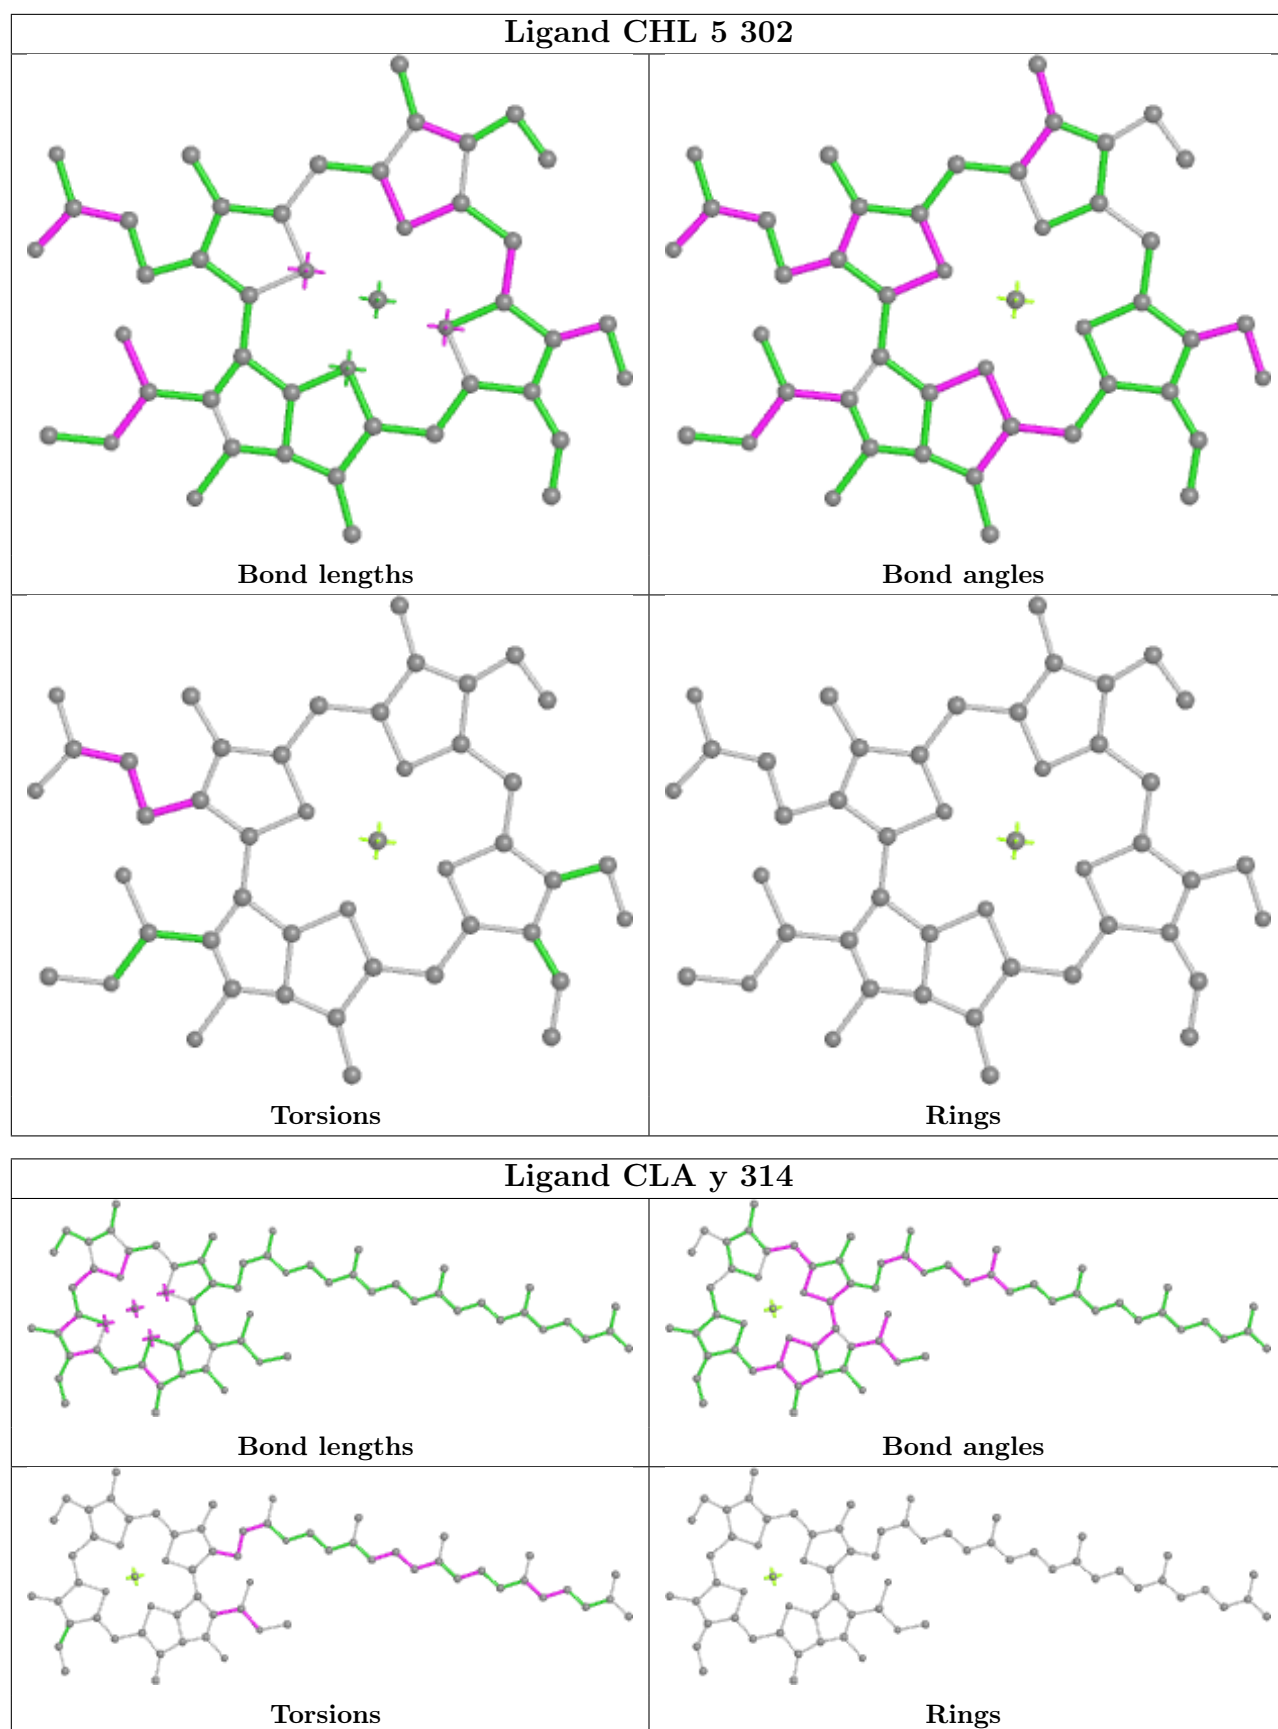 Ligand CHL 5 302
Bond lengths
Bond angles
Torsions
Rings
Ligand CLA y 314
Bond lengths
Bond angles
Torsions
Rings